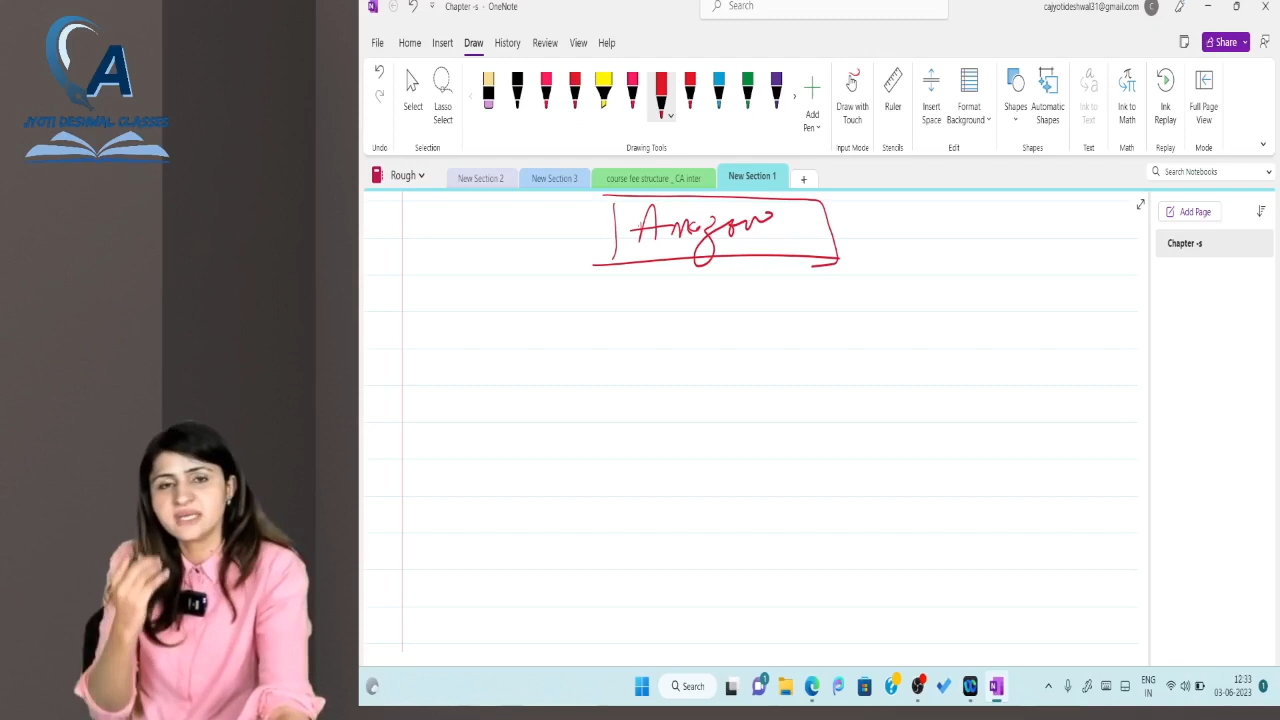 A
JYOTI DESHWAL CLASSES
Chapter -s - OneNote
Search
cajyotideshwal31@gmail.com
C
File Home Insert Draw History Review View Help
Share
Undo
Select
Lasso Select
Selection
Drawing Tools
Add Pen
Draw with Touch
Input Mode
Ruler
Stencils
Insert Space
Format Background
Edit
Shapes
Automatic Shapes
Shapes
Ink to Text
Text
Ink to Math
Math
Ink Replay
Replay
Full Page View
Mode
Rough
New Section 2
New Section 3
course fee structure _ CA inter
New Section 1
+
Search Notebooks
Amazon
Add Page
Chapter -s
Search
1
ENG
IN
12:33
03-06-2023
1